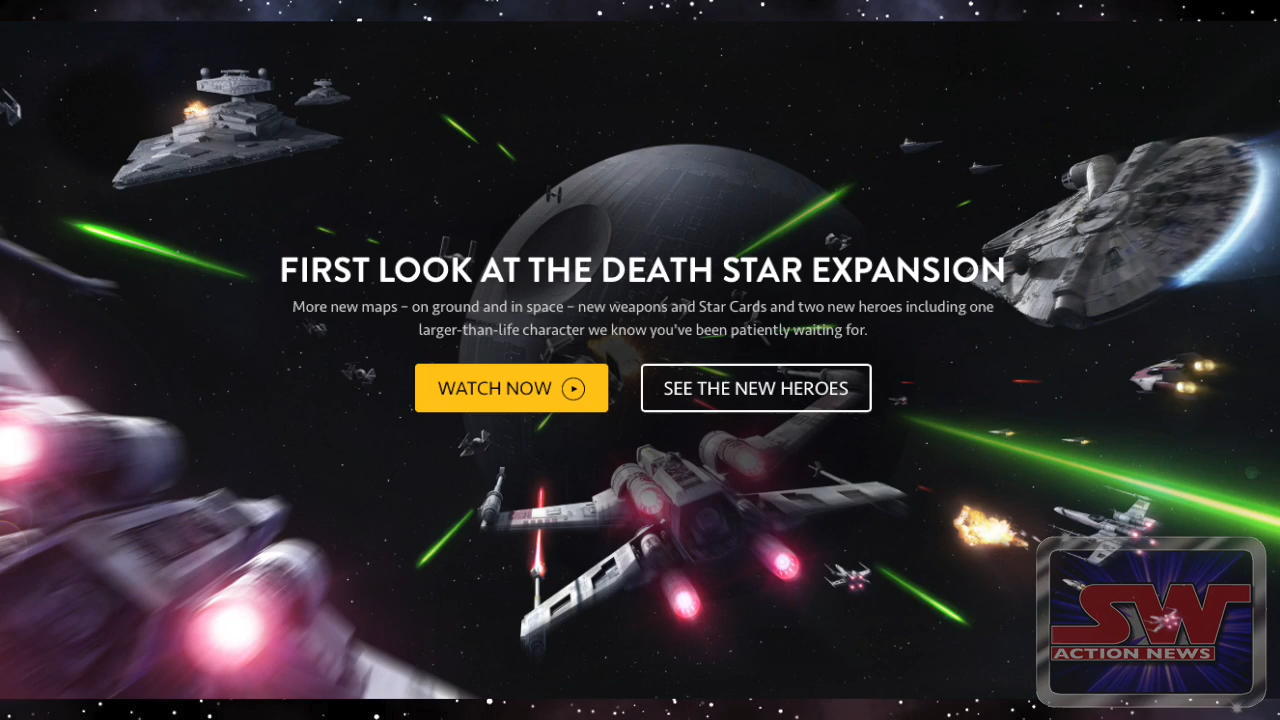 FIRST LOOK AT THE DEATH STAR EXPANSION
More new maps – on ground and in space – new weapons and Star Cards and two new heroes including one
larger-than-life character we know you've been patiently waiting for.
WATCH NOW
SEE THE NEW HEROES
SW
ACTION NEWS